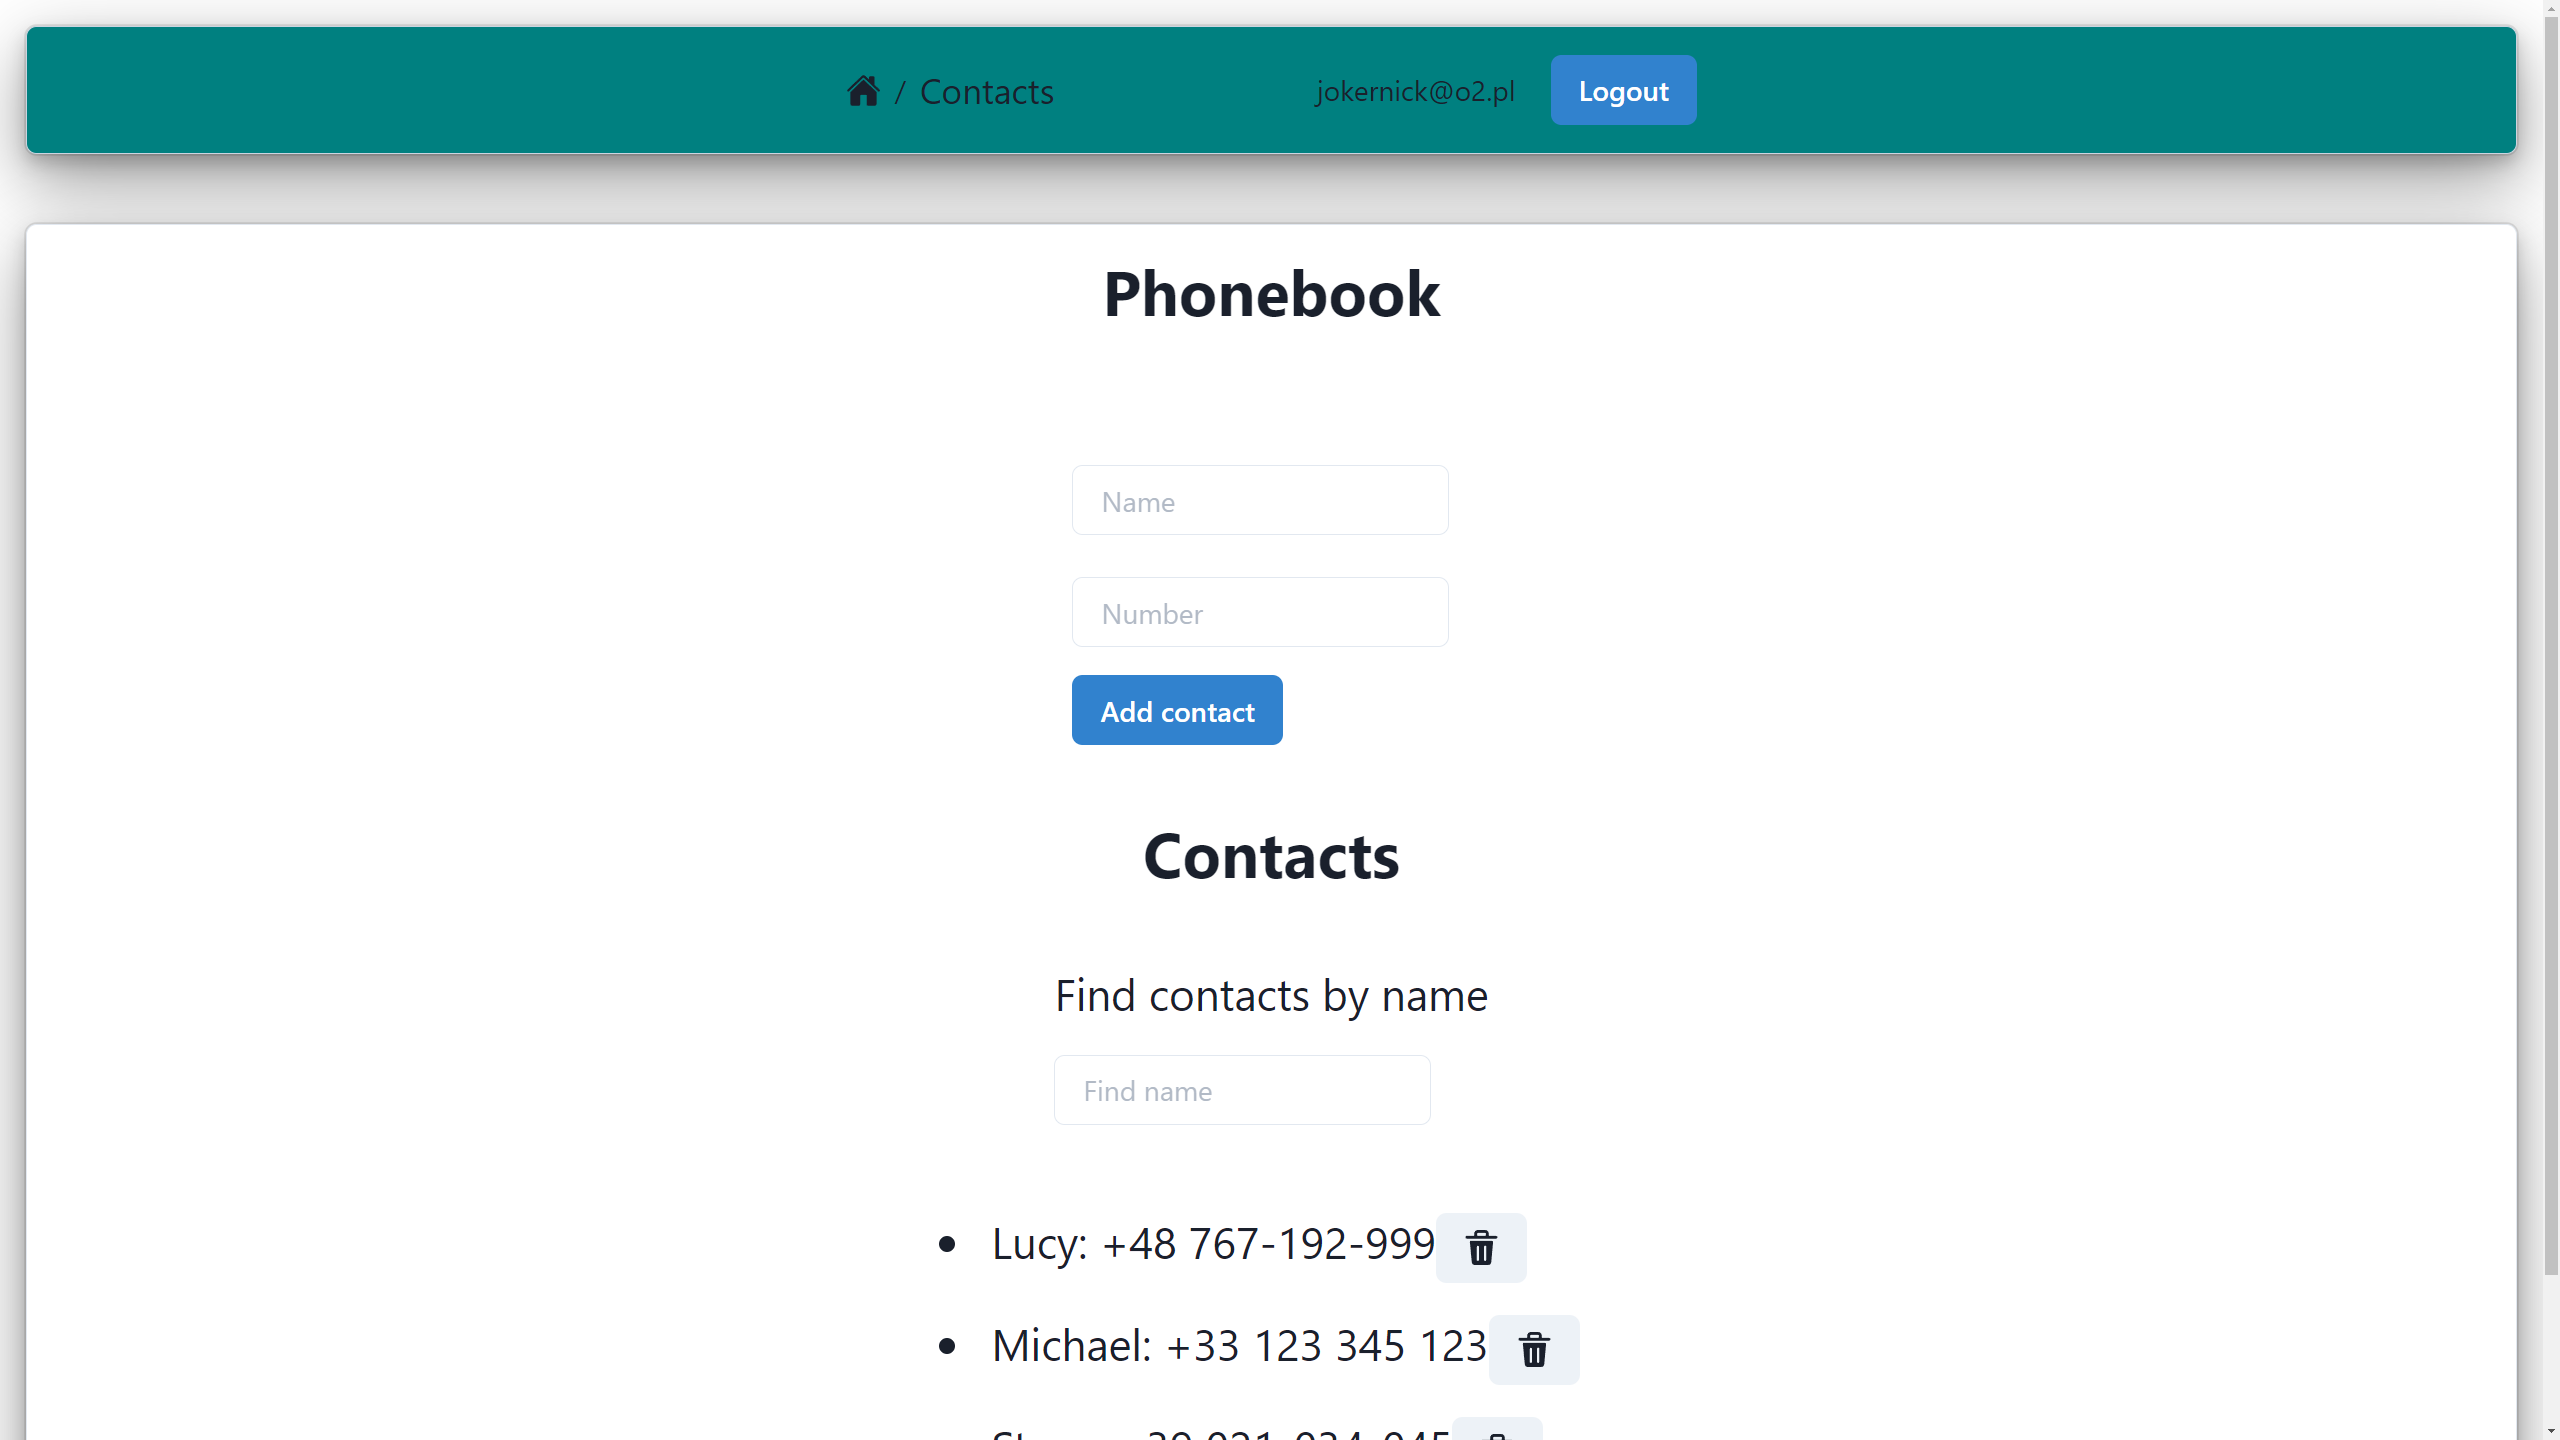 / Contacts
jokernick@o2.pl
Logout
Phonebook
Name
Number
Add contact
Contacts
Find contacts by name
Find name
Lucy: +48 767-192-999
Michael: +33 123 345 123